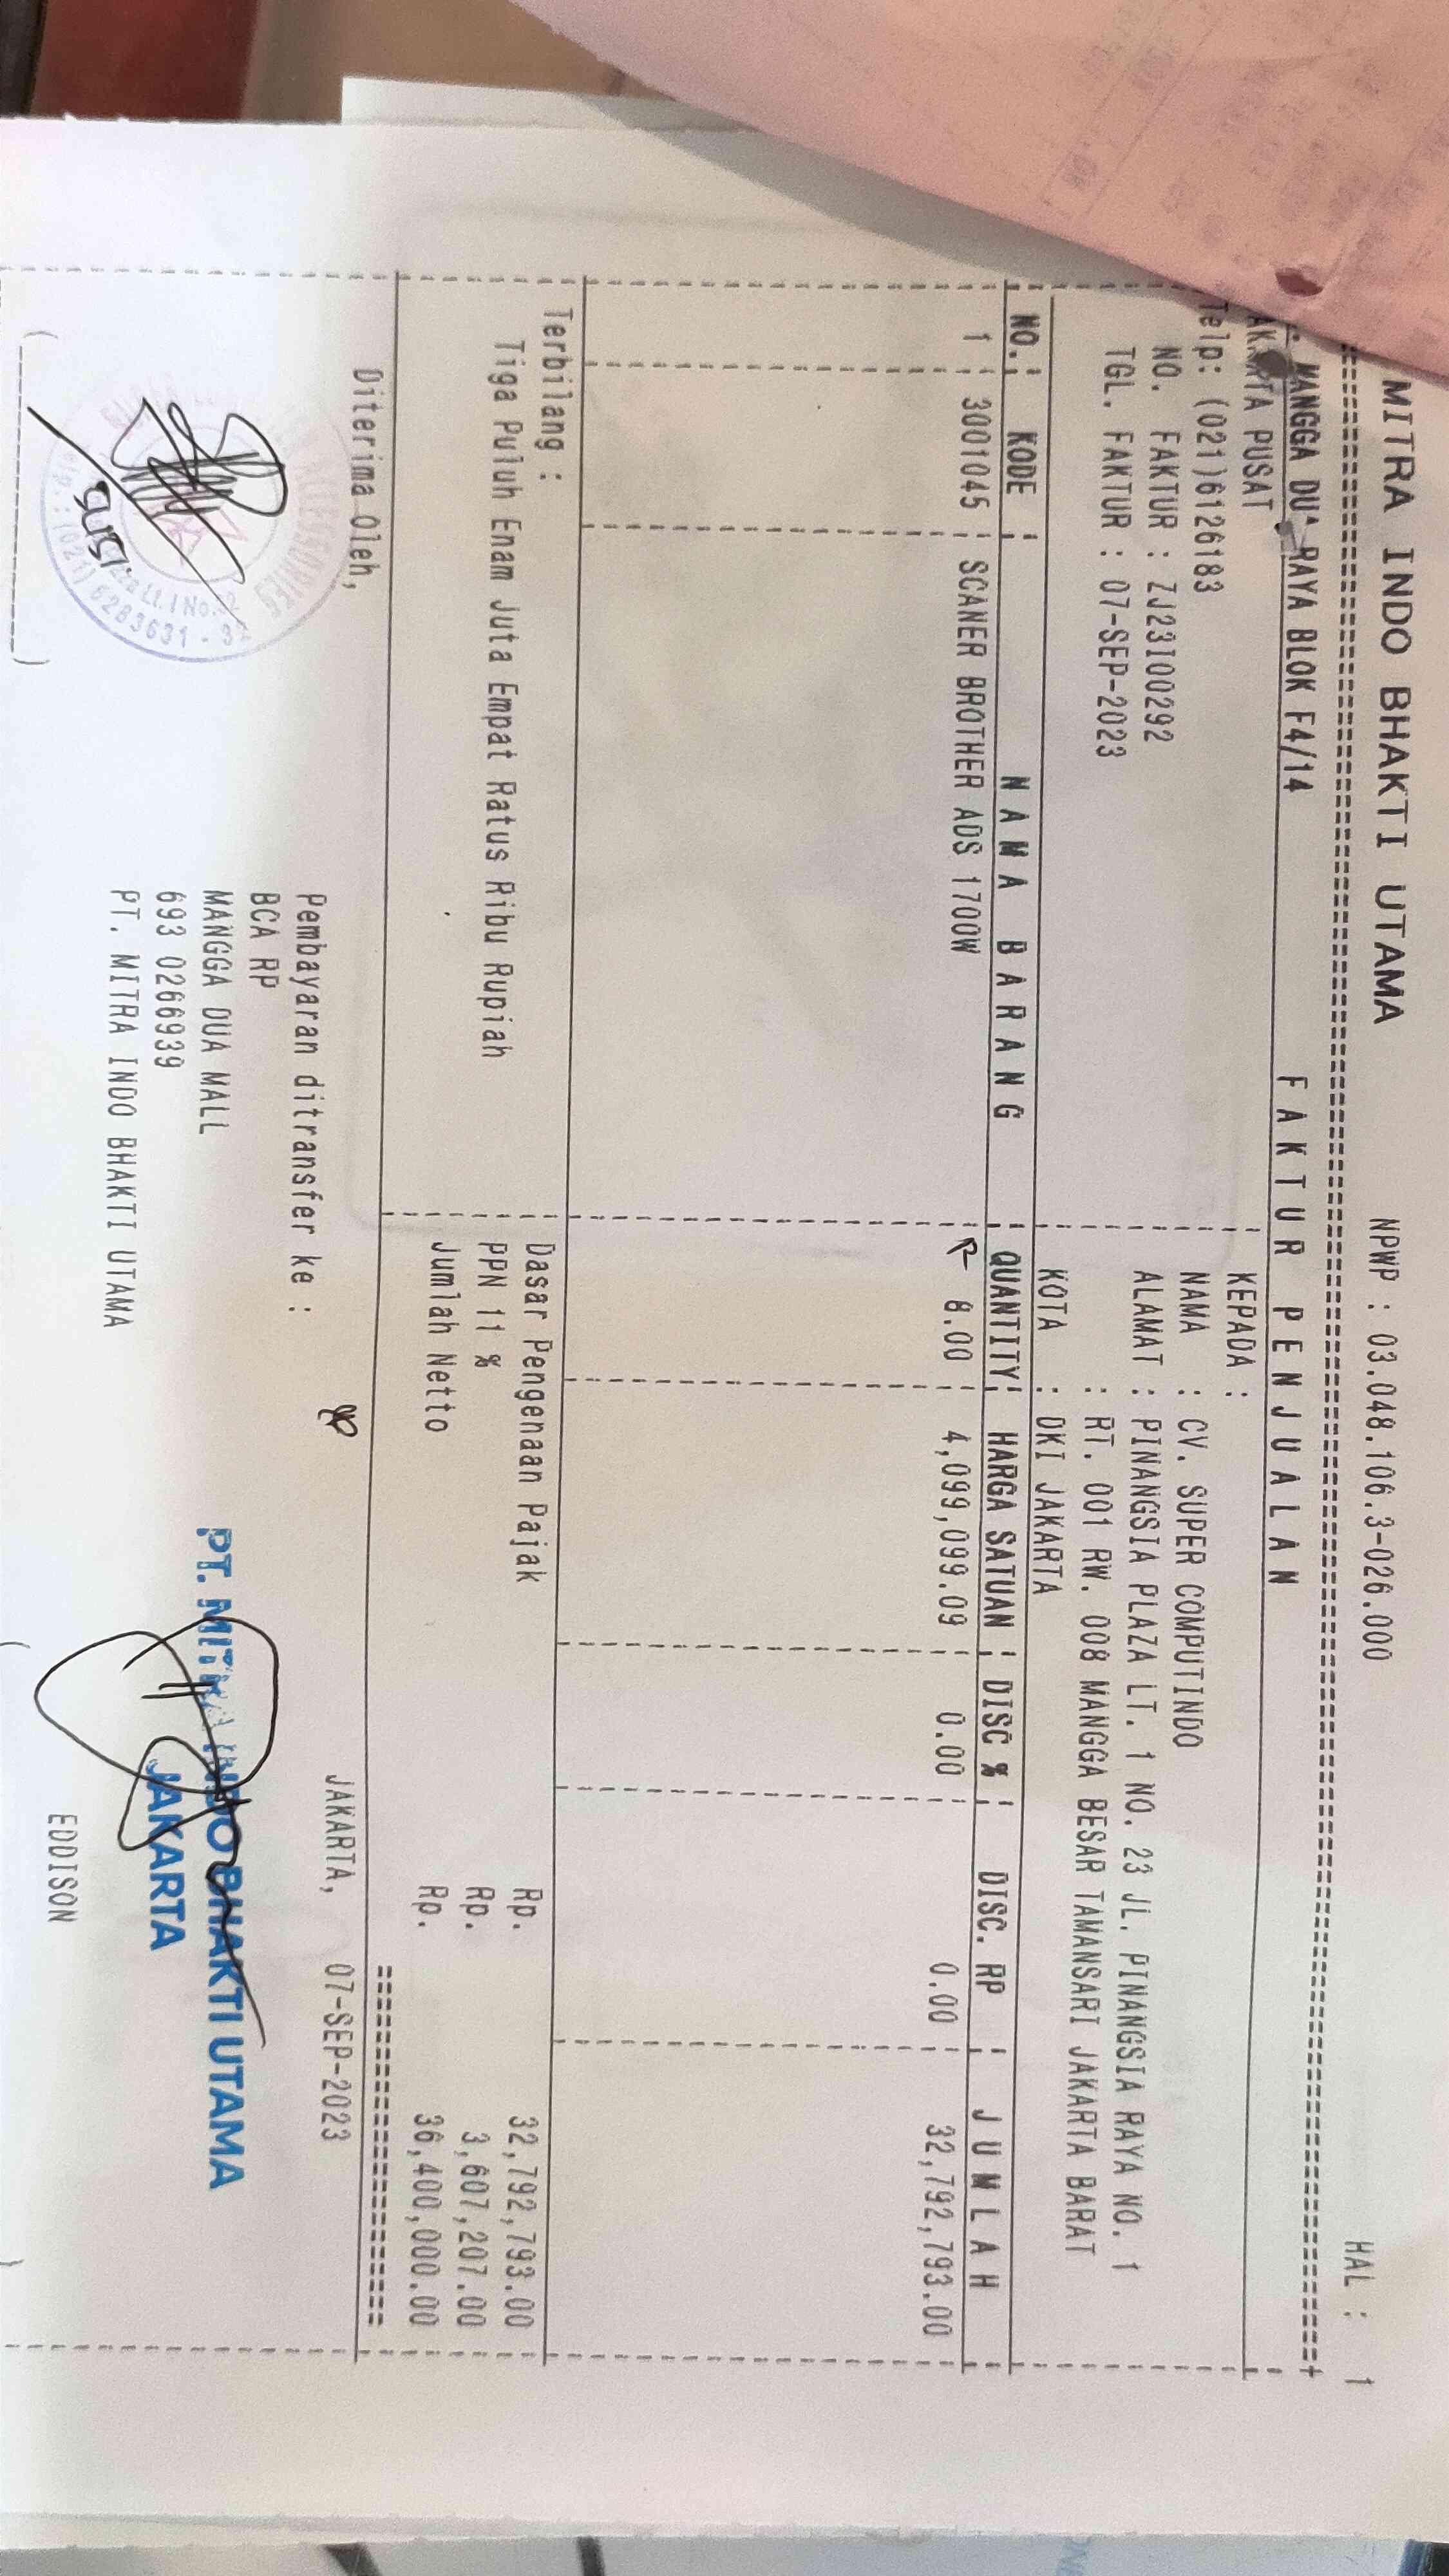 MITRA INDO BHAKTI UTAMA NPWP : 03.048.106.3-026.000 HAL : 1
MANGGA DUA RAYA BLOK F4/14 FAKTUR PENJUALAN
JAKARTA PUSAT KEPADA :
Telp: (021)6126183 NAMA : CV. SUPER COMPUTINDO
NO. FAKTUR : ZJ23I00292 ALAMAT : PINANGSIA PLAZA LT. 1 NO. 23 JL. PINANGSIA RAYA NO. 1
TGL. FAKTUR : 07-SEP-2023 : RT. 001 RW. 008 MANGGA BESAR TAMANSARI JAKARTA BARAT
KOTA : DKI JAKARTA
NO. KODE NAMA BARANG QUANTITY HARGA SATUAN DISC % DISC. RP JUMLAH
1 3001045 SCANER BROTHER ADS 1700W 8.00 4,099,099.09 0.00 0.00 32,792,793.00
Terbilang : Dasar Pengenaan Pajak Rp. 32,792,793.00
Tiga Puluh Enam Juta Empat Ratus Ribu Rupiah PPN 11 % Rp. 3,607,207.00
Jumlah Netto Rp. 36,400,000.00
Diterima Oleh, JAKARTA, 07-SEP-2023
Pembayaran ditransfer ke :
BCA RP
MANGGA DUA MALL
693 0266939
PT. MITRA INDO BHAKTI UTAMA
PT. MITRA INDO BHAKTI UTAMA
JAKARTA
EDDISON
Lt. 1 No.
(021) 6283631 - 32